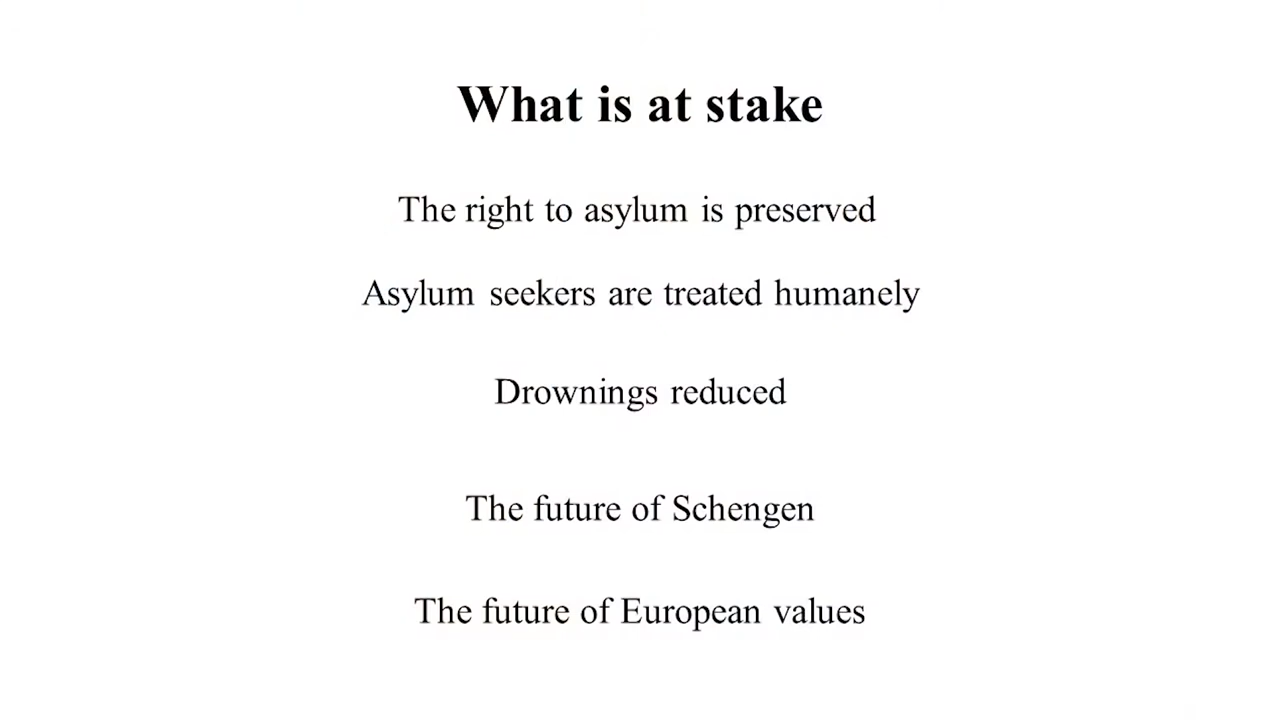 What is at stake
The right to asylum is preserved
Asylum seekers are treated humanely
Drownings reduced
The future of Schengen
The future of European values